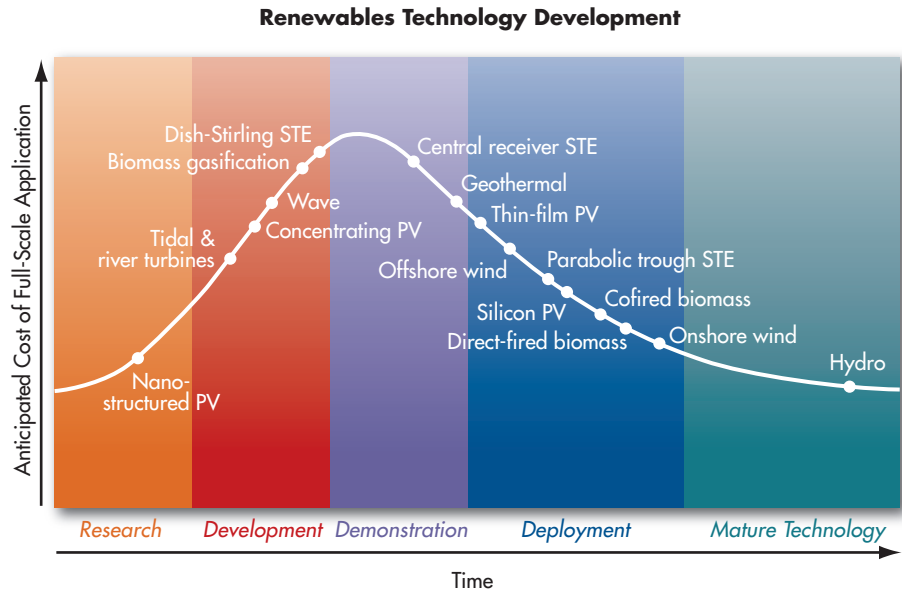 Renewables Technology Development
Anticipated Cost of Full-Scale Application
Dish-Stirling STE
Biomass gasification
Wave
Concentrating PV
Tidal &
river turbines
Nano-
structured PV
Central receiver STE
Geothermal
Thin-film PV
Offshore wind
Parabolic trough STE
Silicon PV
Cofired biomass
Direct-fired biomass
Onshore wind
Hydro
Research
Development
Demonstration
Deployment
Mature Technology
Time